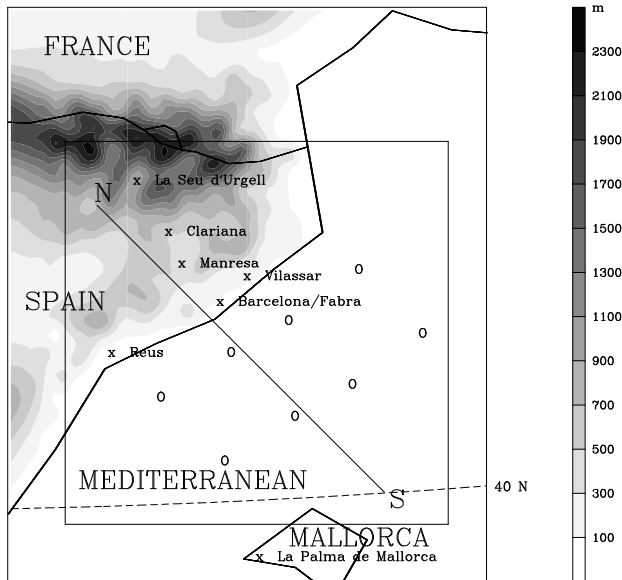 m
FRANCE
2300
2100
1900
x La Seu d'Urgell
1700
N
x Clariana
1500
x Manresa
x Vilassar
O
1300
SPAIN
x Barcelona/Fabra
O
1100
O
x Reus
O
900
O
O
700
O
O
500
MEDITERRANEAN
40 N
S
300
MALLORCA
100
x La Palma de Mallorca